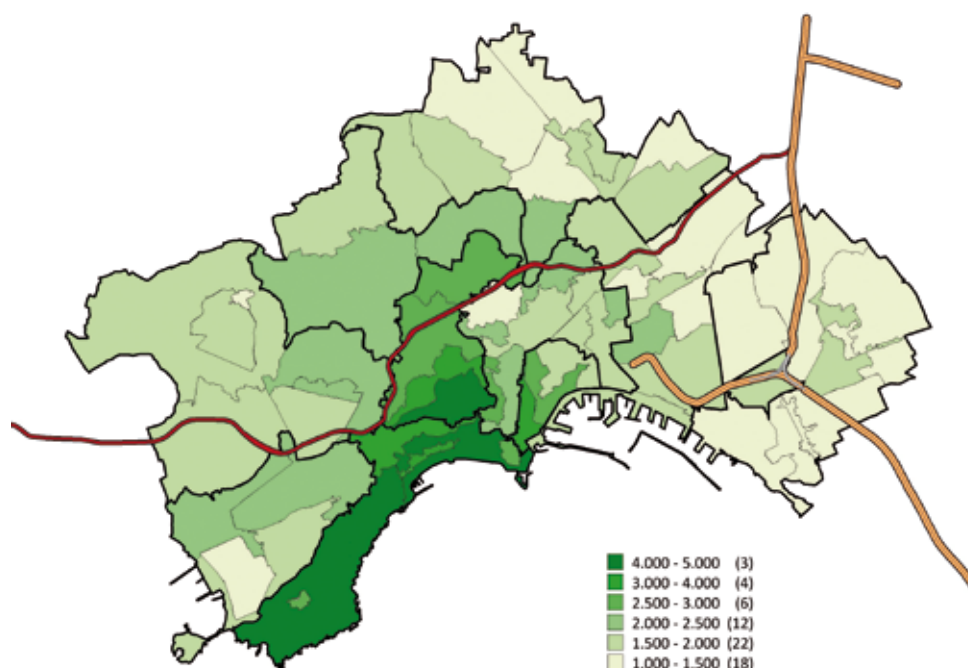 4.000 - 5.000 (3)
3.000 - 4.000 (4)
2.500 - 3.000 (6)
2.000 - 2.500 (12)
1.500 - 2.000 (22)
1.000 - 1.500 (18)